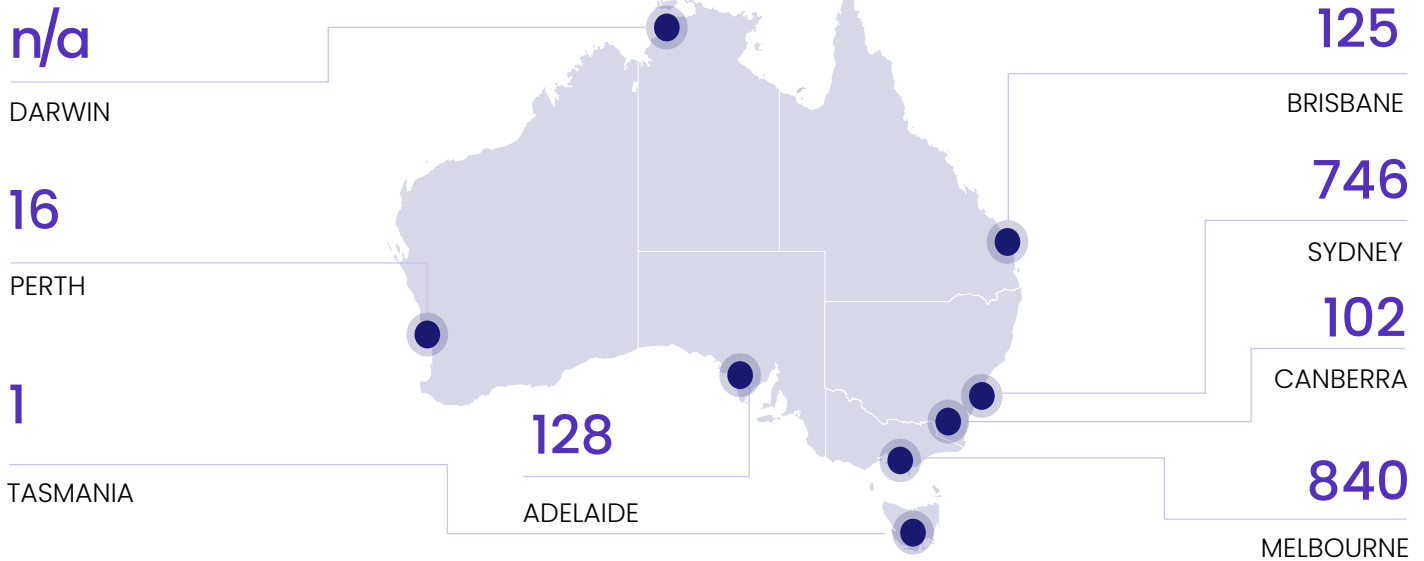 n/a
DARWIN
16
PERTH
1
TASMANIA
128
ADELAIDE
125
BRISBANE
746
SYDNEY
102
CANBERRA
840
MELBOURNE